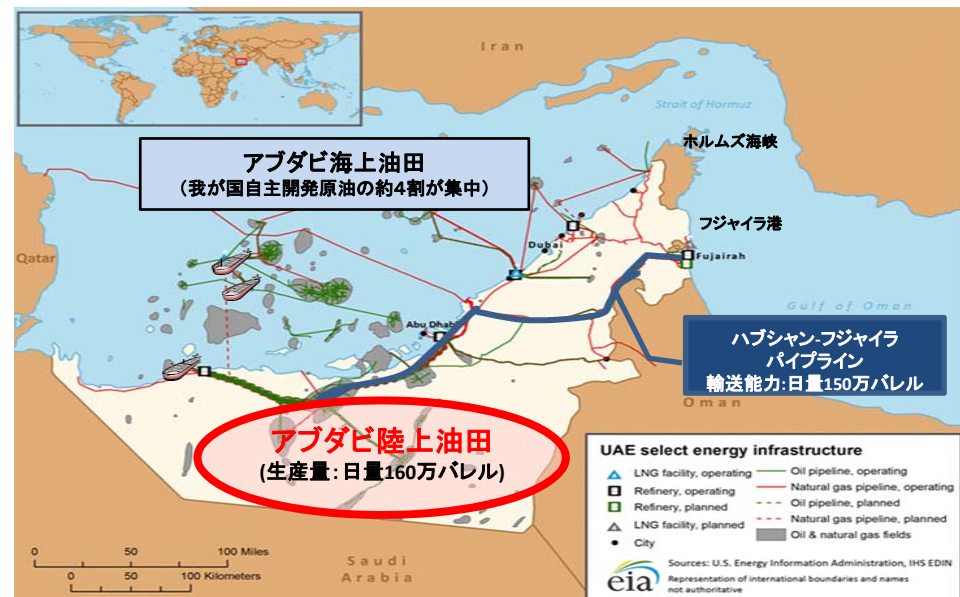 Iran
Strait of Hormuz
ホルムズ海峡
アブダビ海上油田
（我が国自主開発原油の約４割が集中）
フジャイラ港
Qatar
Dubai
Fujairah
Gulf of Oman
Abu Dhabi
ハブシャン-フジャイラ
パイプライン
輸送能力：日量150万バレル
Oman
アブダビ陸上油田
(生産量：日量160万バレル)
UAE select energy infrastructure
LNG facility, operating
Refinery, operating
Refinery, planned
LNG facility, planned
City
Oil pipeline, operating
Natural gas pipeline, operating
Oil pipeline, planned
Natural gas pipeline, planned
Oil & natural gas fields
eia
Sources: U.S. Energy Information Administration, IHS EDIN
Representation of international boundaries and names
not authoritative
Saudi
Arabia
0 50 100 Miles
0 50 100 Kilometers